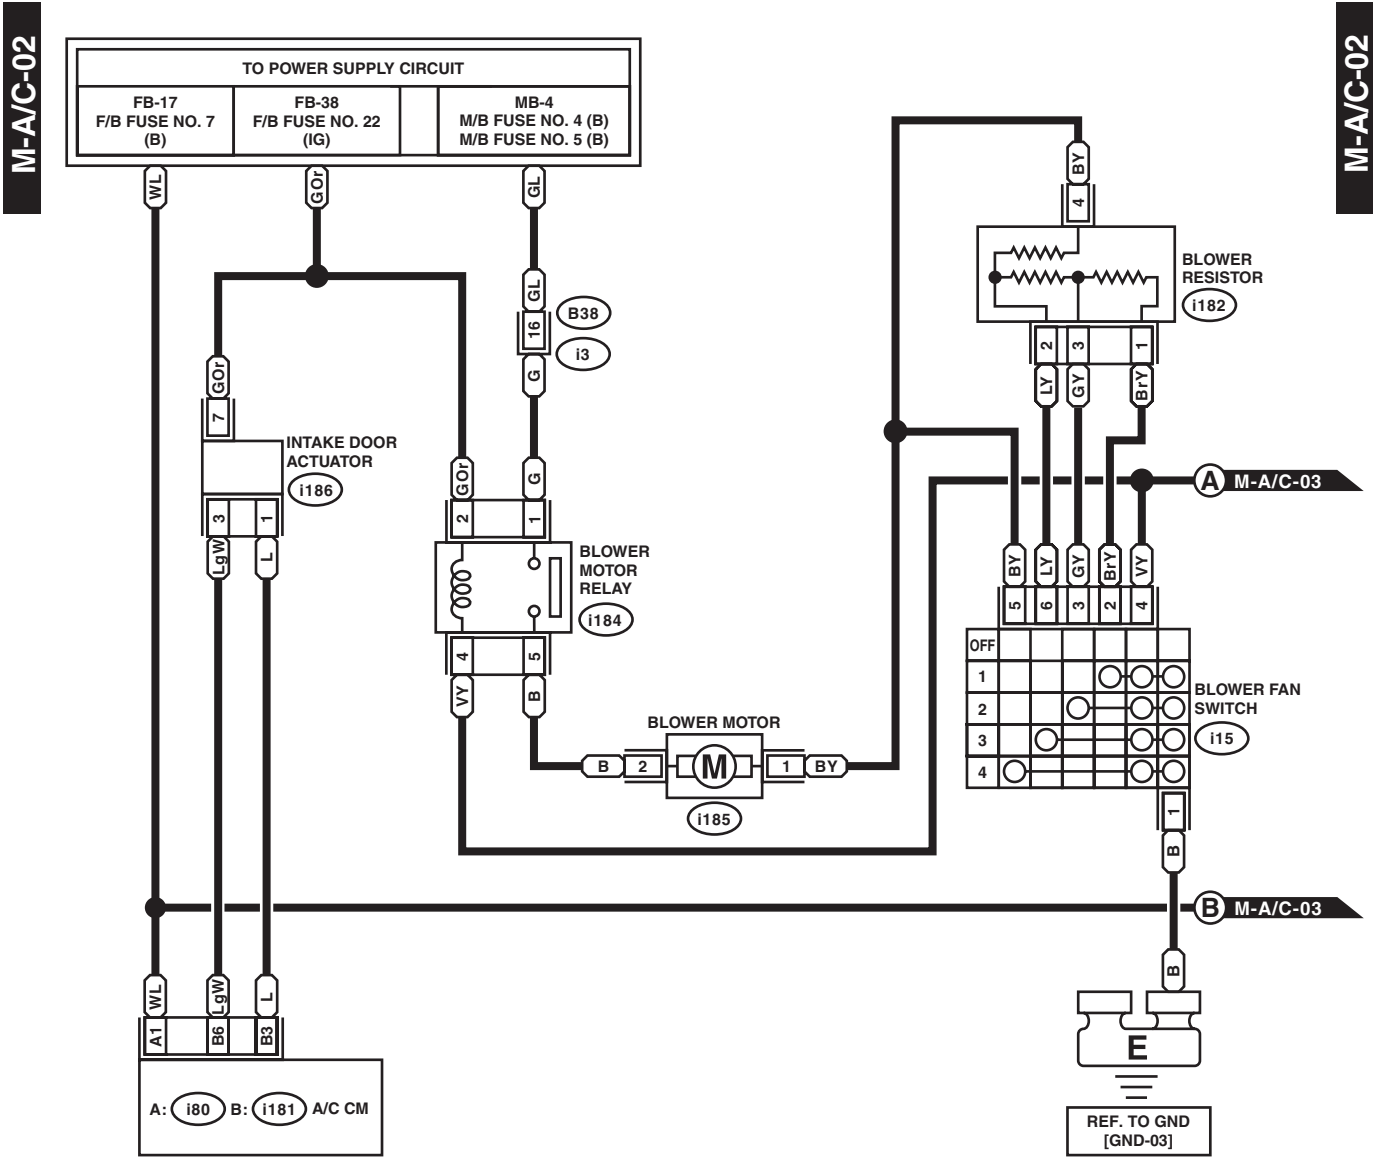 M-A/C-02
M-A/C-02
TO POWER SUPPLY CIRCUIT
FB-17
F/B FUSE NO. 7
(B)
FB-38
F/B FUSE NO. 22
(IG)
MB-4
M/B FUSE NO. 4 (B)
M/B FUSE NO. 5 (B)
WL
GOr
GL
BY
4
BLOWER
RESISTOR
i182
GL
16
B38
i3
G
2
3
1
LY
GY
BrY
GOr
7
INTAKE DOOR
ACTUATOR
i186
3
1
LgW
L
GOr
G
2
1
BLOWER
MOTOR
RELAY
i184
4
5
VY
B
A M-A/C-03
BY
LY
GY
BrY
VY
5
6
3
2
4
OFF
1
2
3
4
BLOWER FAN
SWITCH
i15
BLOWER MOTOR
B
2
M
1
BY
i185
1
B
B M-A/C-03
B
E
REF. TO GND
[GND-03]
WL
LgW
L
A1
B6
B3
A: i80 B: i181 A/C CM